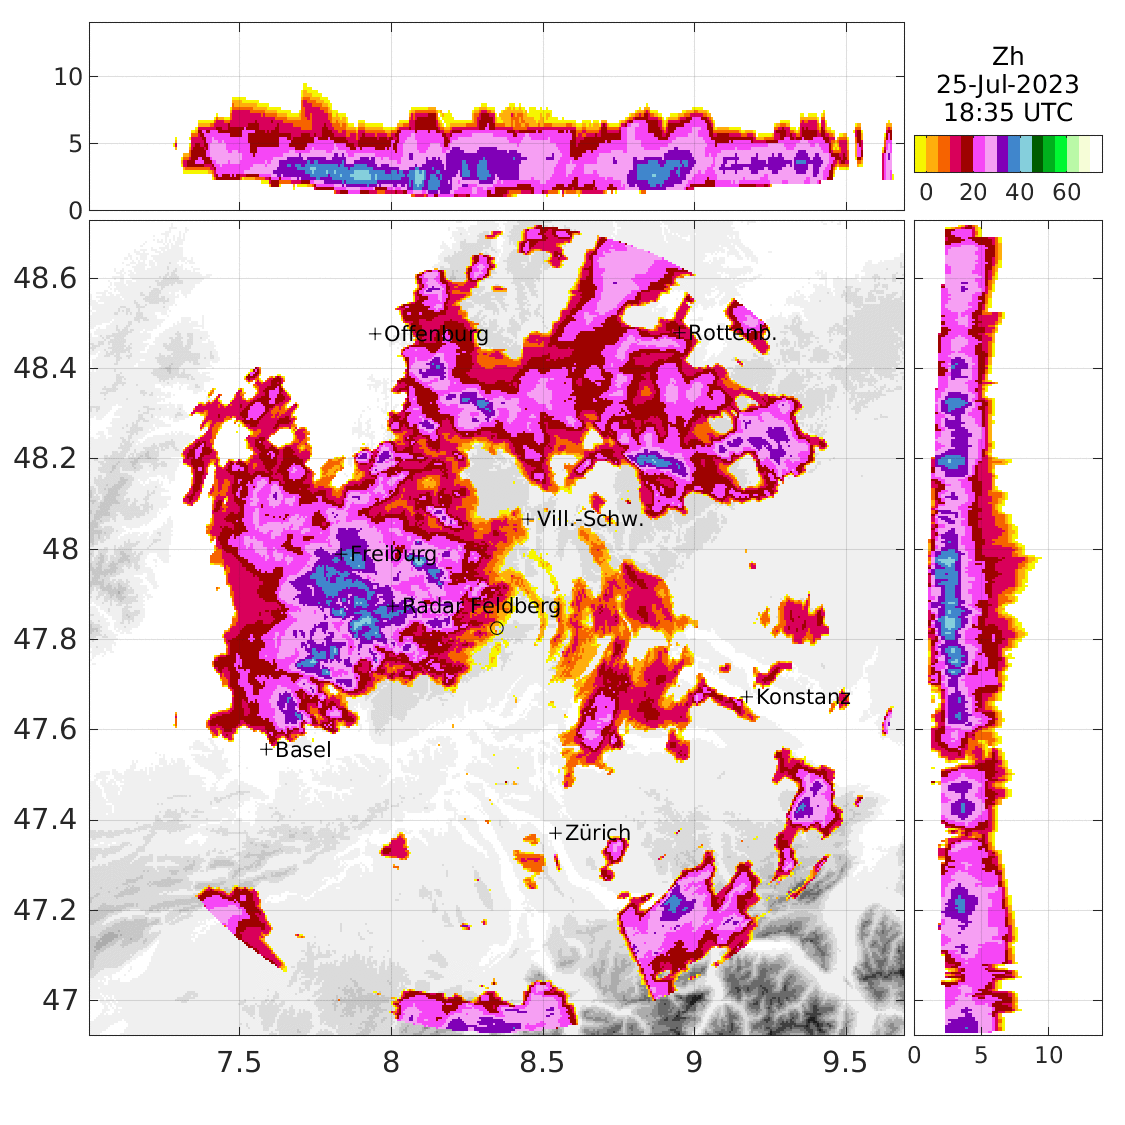 10
5
0
Zh
25-Jul-2023
18:35 UTC
0 20 40 60
48.6
48.4
48.2
48
47.8
47.6
47.4
47.2
47
Offenburg
Rottenb.
Vill.-Schw.
Freiburg
Radar Feldberg
Konstanz
Basel
Zürich
7.5 8 8.5 9 9.5
0 5 10